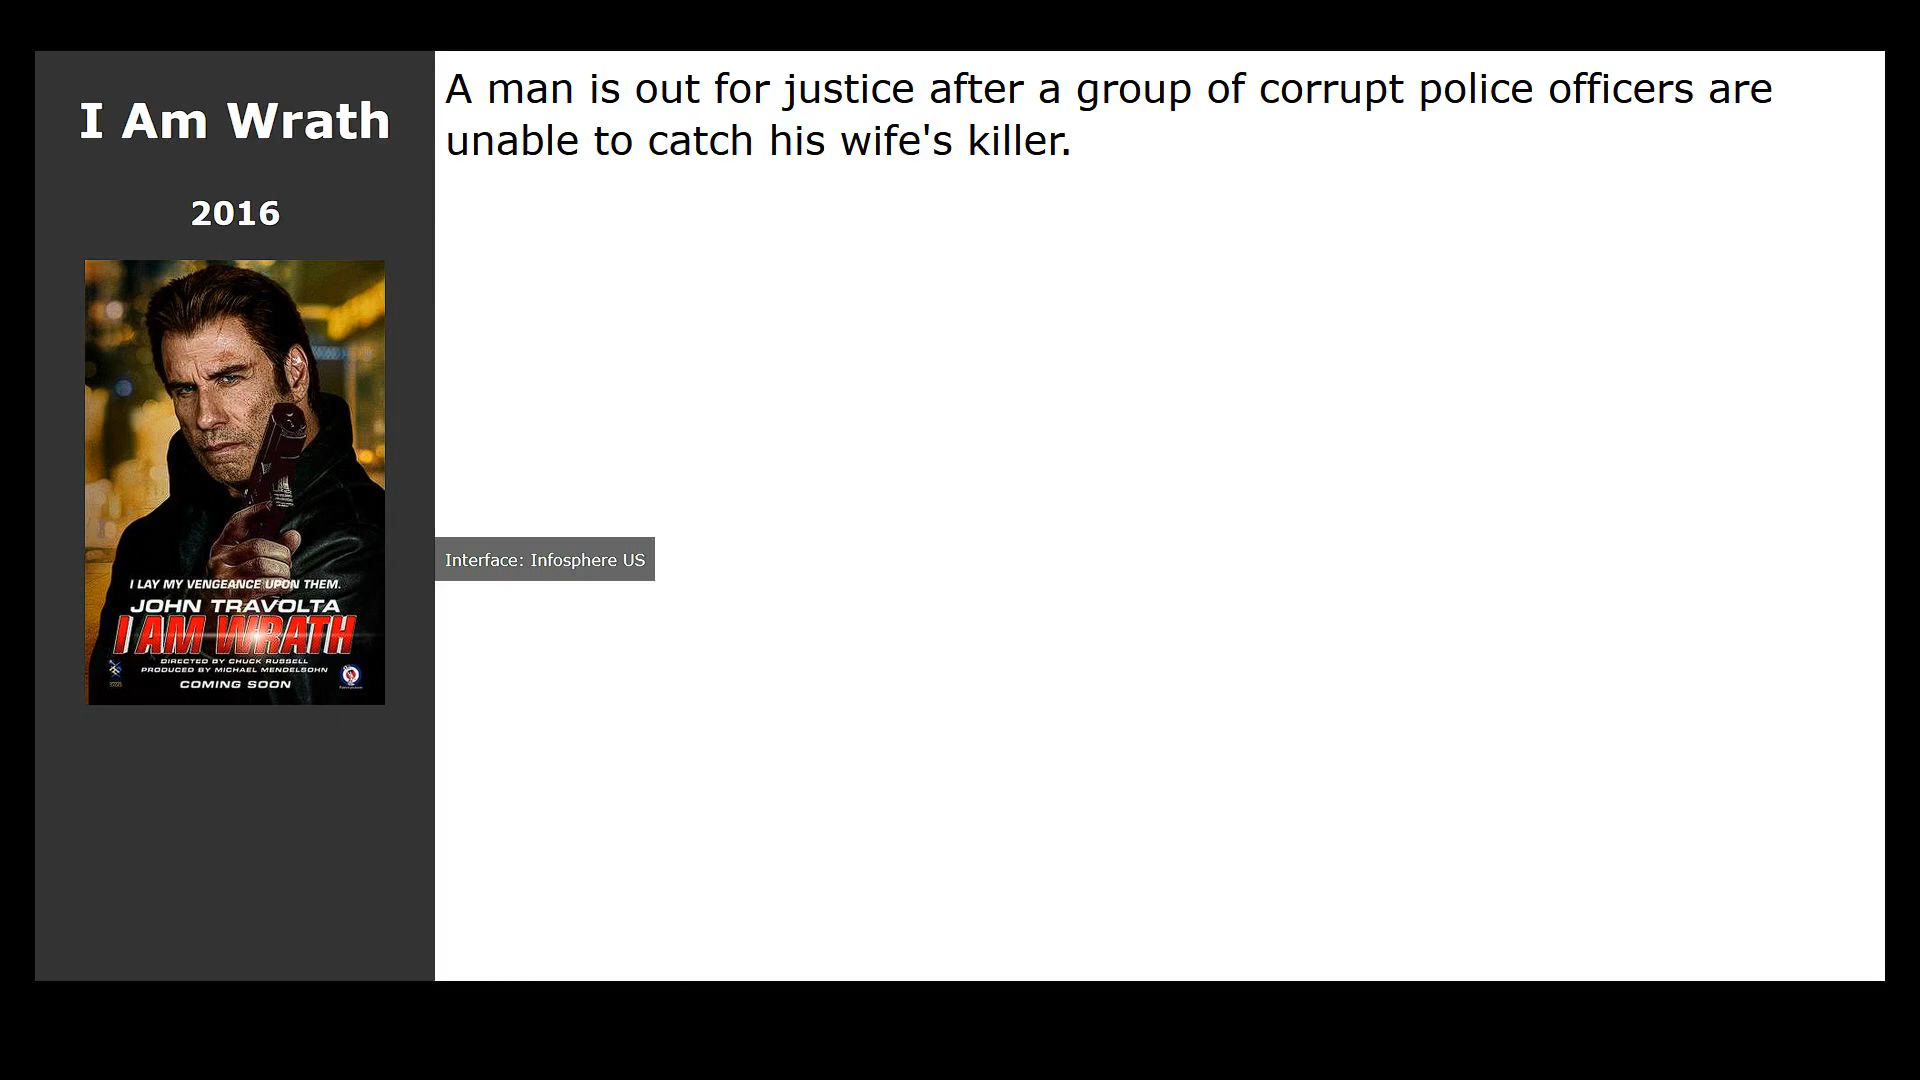 I Am Wrath
2016
I LAY MY VENGEANCE UPON THEM.
JOHN TRAVOLTA
I AM WRATH
DIRECTED BY CHUCK RUSSELL
PRODUCED BY MICHAEL MENDELSOHN
COMING SOON
A man is out for justice after a group of corrupt police officers are
unable to catch his wife's killer.
Interface: Infosphere US